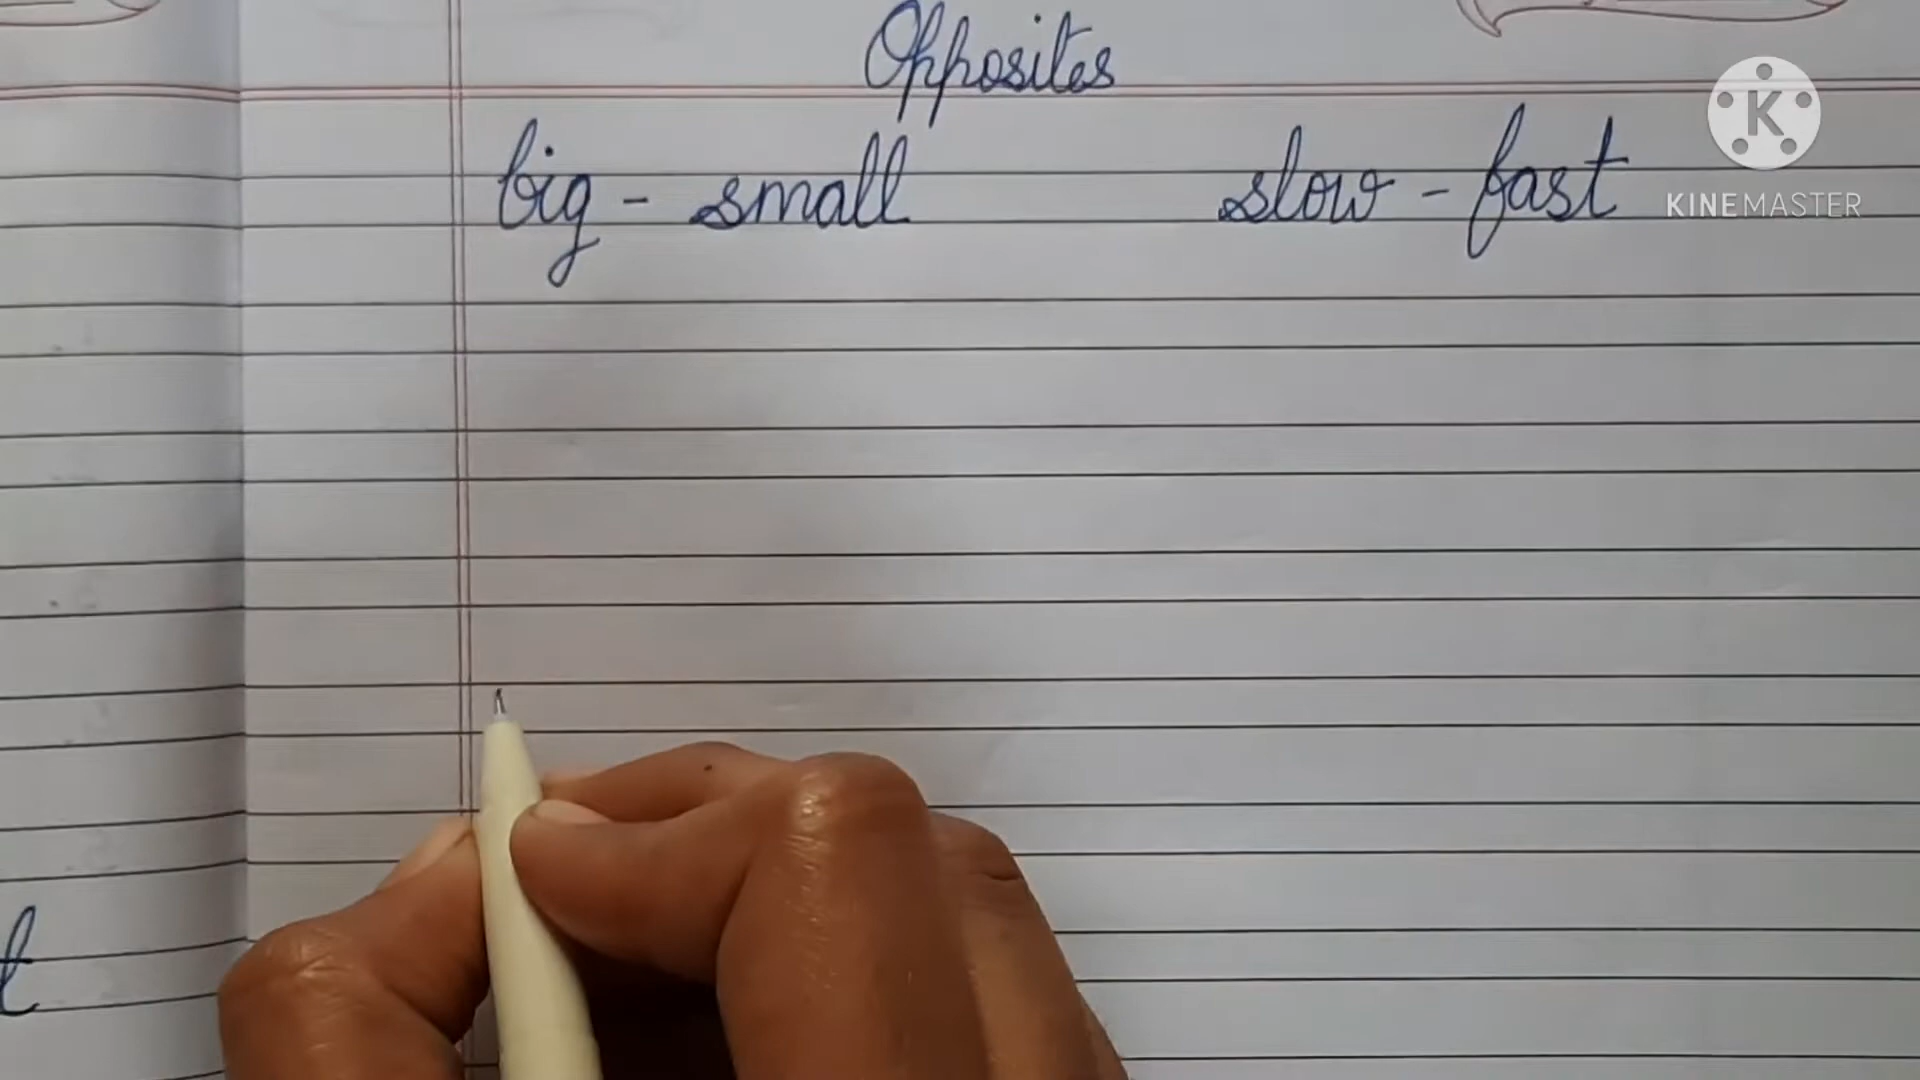 Opposites
big - small slow - fast
K
KINEMASTER